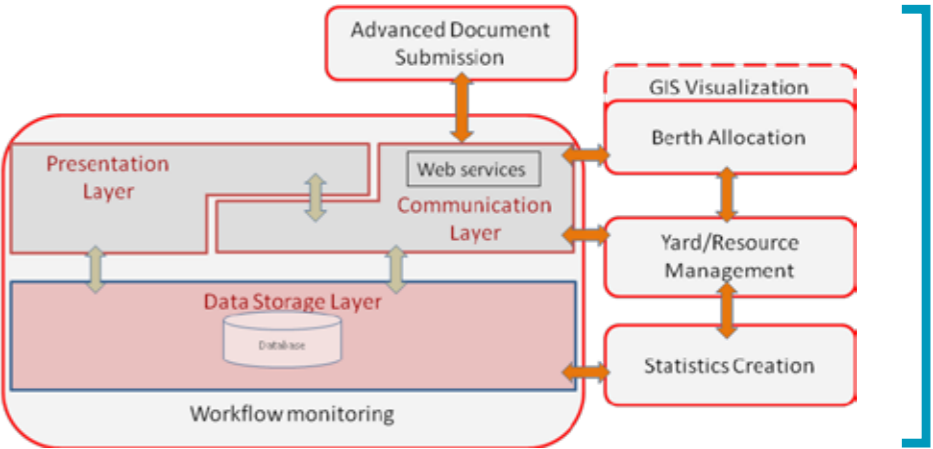 Advanced Document
Submission
GIS Visualization
Berth Allocation
Presentation
Layer
Web services
Communication
Layer
Yard/Resource
Management
Data Storage Layer
Database
Statistics Creation
Workflow monitoring